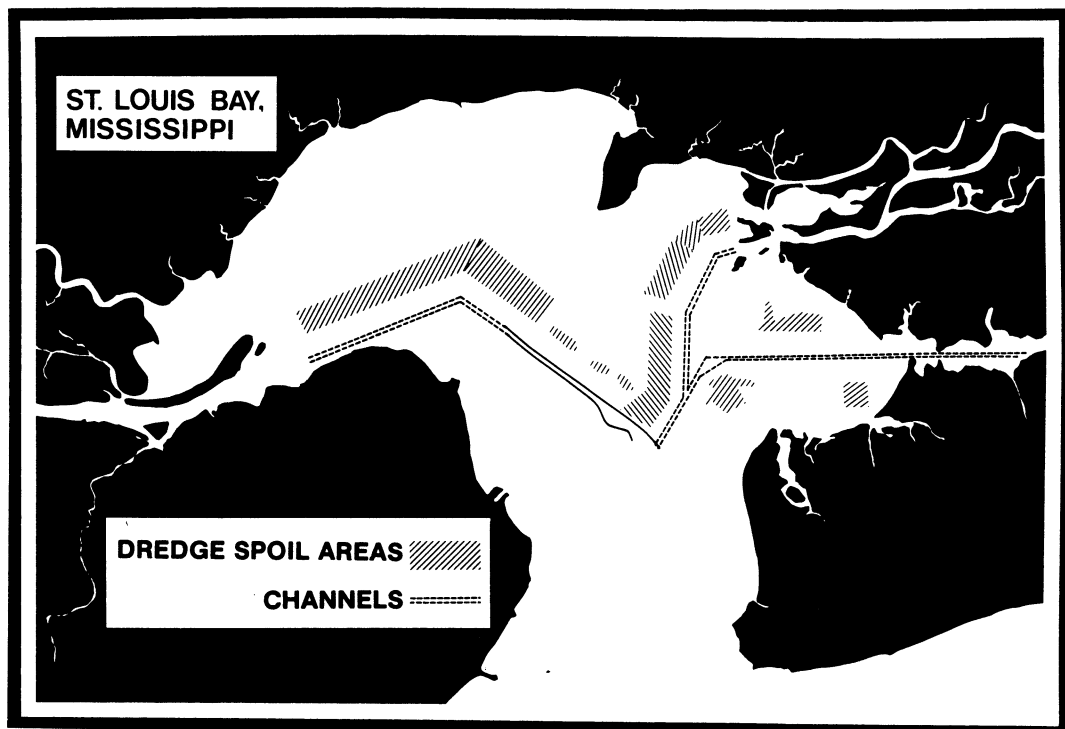 ST. LOUIS BAY,
MISSISSIPPI
DREDGE SPOIL AREAS
CHANNELS